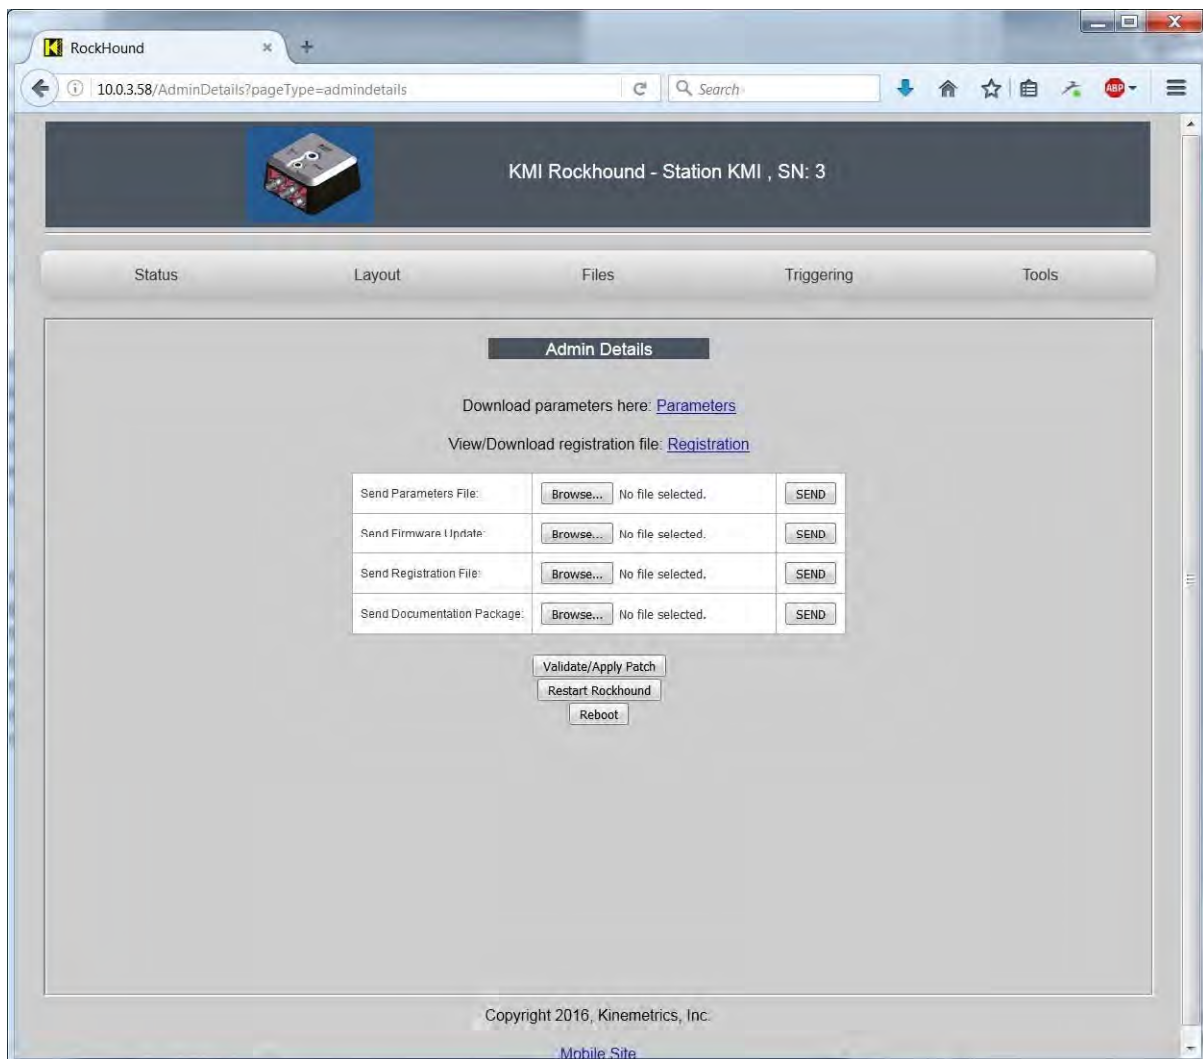 RockHound
10.0.3.58/AdminDetails?pageType=admindetails
Search
ABP
KMI Rockhound - Station KMI , SN: 3
Status Layout Files Triggering Tools
Admin Details
Download parameters here: Parameters
View/Download registration file: Registration
Send Parameters File: Browse... No file selected. SEND
Send Firmware Update: Browse... No file selected. SEND
Send Registration File: Browse... No file selected. SEND
Send Documentation Package: Browse... No file selected. SEND
Validate/Apply Patch
Restart Rockhound
Reboot
Copyright 2016, Kinemetrics, Inc.
Mobile Site